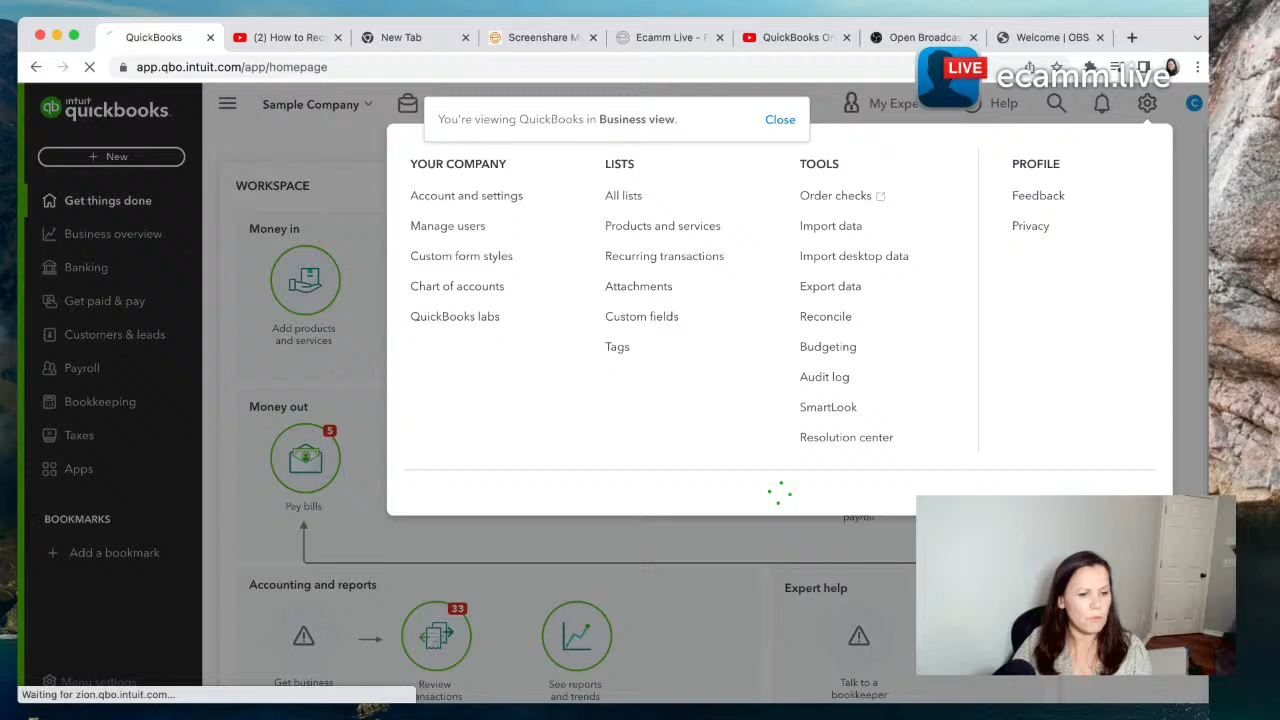 QuickBooks
(2) How to Rec
New Tab
Screenshare M
Ecamm Live - F
QuickBooks On
Open Broadcas
Welcome | OBS
app.qbo.intuit.com/app/homepage
LIVE ecamm.live
intuit quickbooks.
Sample Company
My Expe
Help
C
You're viewing QuickBooks in Business view.
Close
+ New
Get things done
Business overview
Banking
Get paid & pay
Customers & leads
Payroll
Bookkeeping
Taxes
Apps
BOOKMARKS
+ Add a bookmark
Menu settings
WORKSPACE
Money in
Add products
and services
Money out
5
Pay bills
payroll
Accounting and reports
Get business
33
Review
ansactions
See reports
and trends
Expert help
Talk to a
bookkeeper
YOUR COMPANY
Account and settings
Manage users
Custom form styles
Chart of accounts
QuickBooks labs
LISTS
All lists
Products and services
Recurring transactions
Attachments
Custom fields
Tags
TOOLS
Order checks
Import data
Import desktop data
Export data
Reconcile
Budgeting
Audit log
SmartLook
Resolution center
PROFILE
Feedback
Privacy
Waiting for zion.qbo.intuit.com...